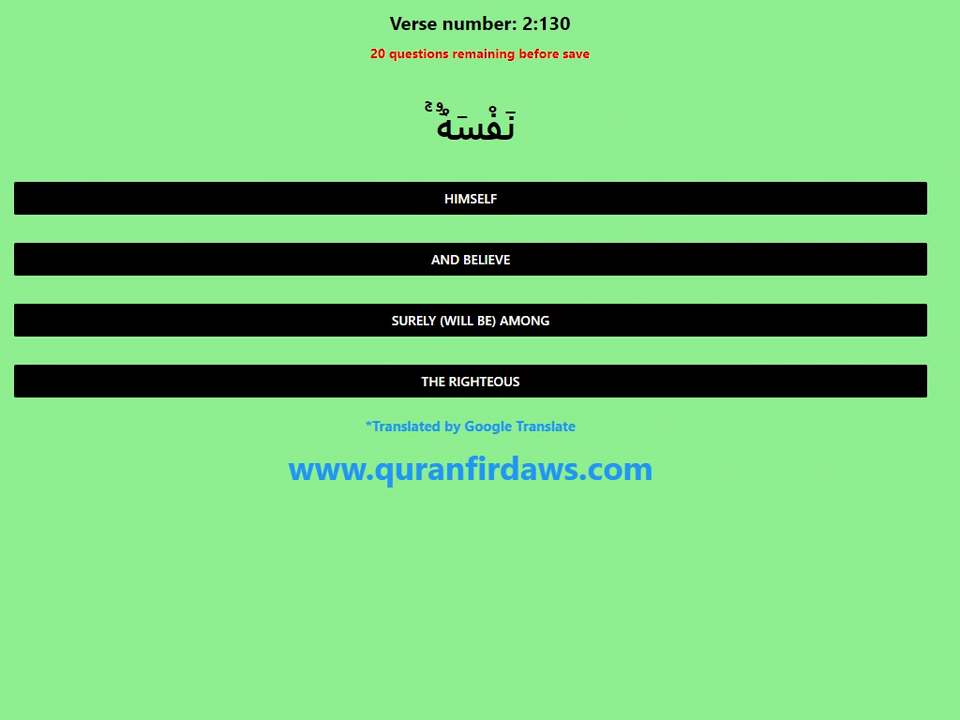 Verse number: 2:130
20 questions remaining before save
نَفْسَهُۥ ۚ
HIMSELF
AND BELIEVE
SURELY (WILL BE) AMONG
THE RIGHTEOUS
*Translated by Google Translate
www.quranfirdaws.com